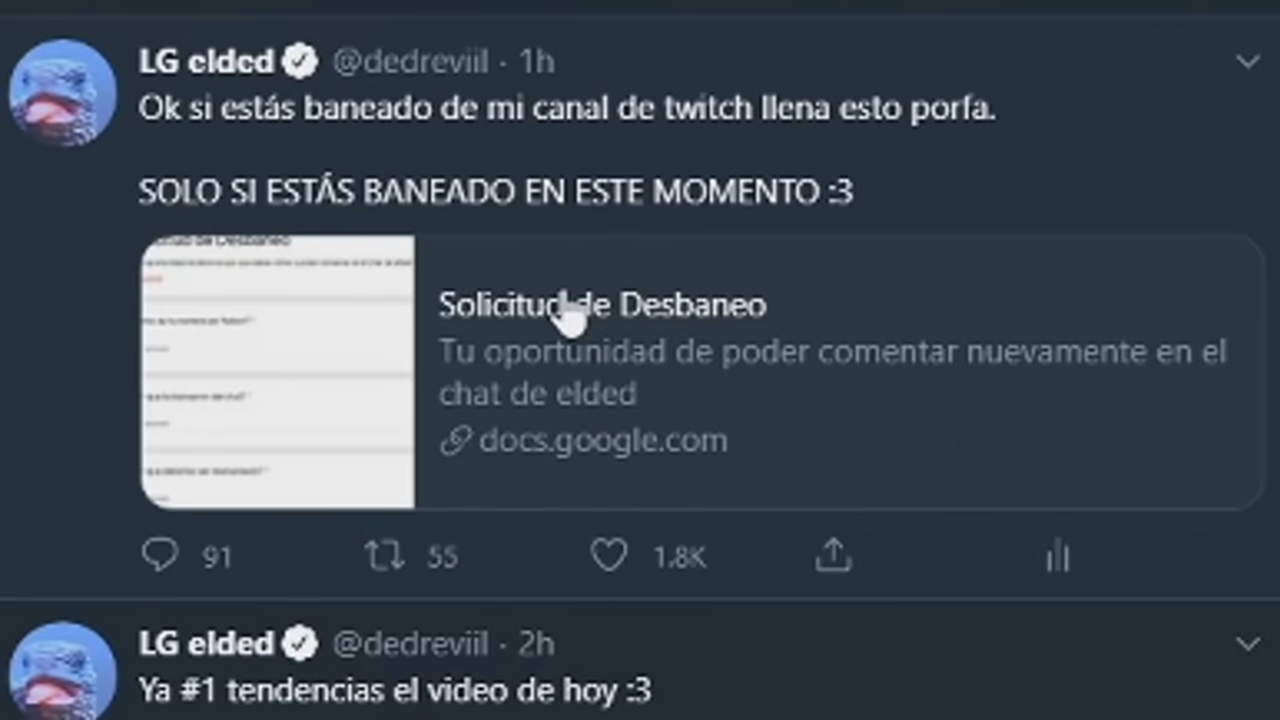 LG elded @dedreviil · 1h
Ok si estás baneado de mi canal de twitch llena esto porfa.
SOLO SI ESTÁS BANEADO EN ESTE MOMENTO :3
Solicitud de Desbaneo
Tu oportunidad de poder comentar nuevamente en el
chat de elded
docs.google.com
91 55 1.8K
LG elded @dedreviil · 2h
Ya #1 tendencias el video de hoy :3